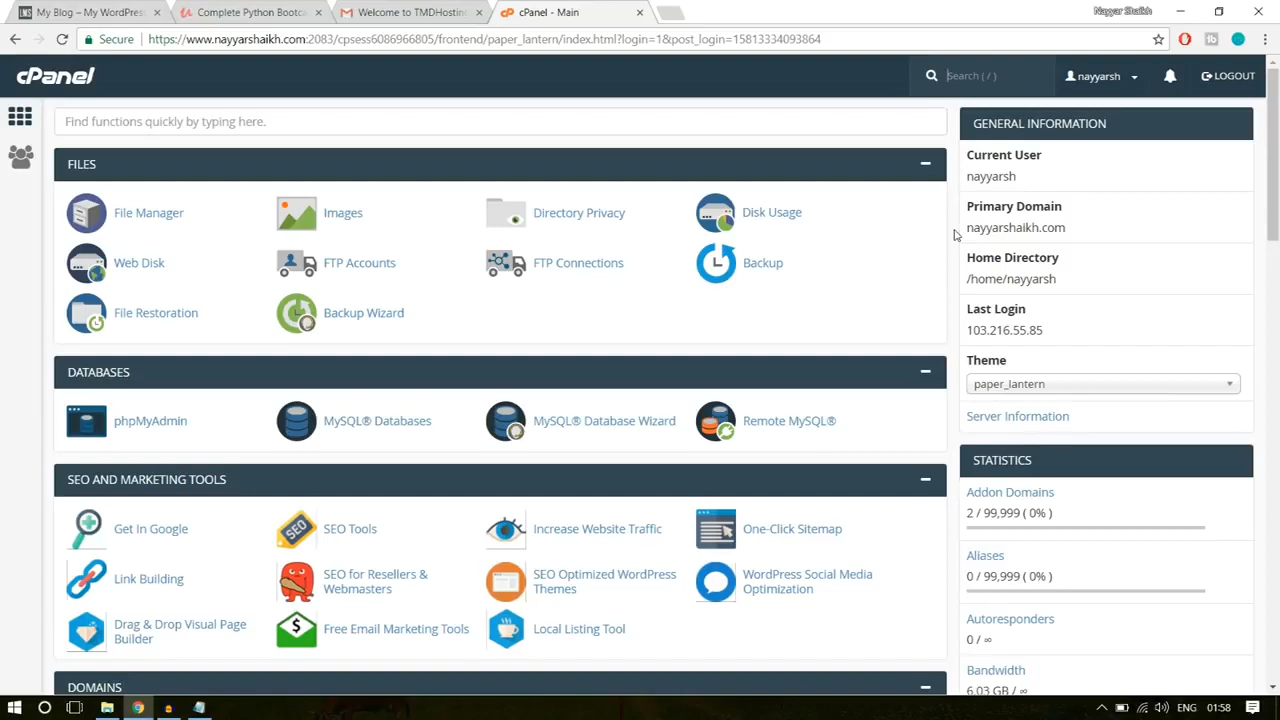 My Blog – My WordPress
Complete Python Bootca
Welcome to TMDHostin
cPanel - Main
Nayyar Shaikh
Secure
https://www.nayyarshaikh.com:2083/cpsess6086966805/frontend/paper_lantern/index.html?login=1&post_login=15813334093864
cPanel
Search ( / )
nayyarsh
LOGOUT
Find functions quickly by typing here.
FILES
File Manager
Images
Directory Privacy
Disk Usage
Web Disk
FTP Accounts
FTP Connections
Backup
File Restoration
Backup Wizard
DATABASES
phpMyAdmin
MySQL® Databases
MySQL® Database Wizard
Remote MySQL®
SEO AND MARKETING TOOLS
Get In Google
SEO Tools
Increase Website Traffic
One-Click Sitemap
Link Building
SEO for Resellers &
Webmasters
SEO Optimized WordPress
Themes
WordPress Social Media
Optimization
Drag & Drop Visual Page
Builder
Free Email Marketing Tools
Local Listing Tool
DOMAINS
GENERAL INFORMATION
Current User
nayyarsh
Primary Domain
nayyarshaikh.com
Home Directory
/home/nayyarsh
Last Login
103.216.55.85
Theme
paper_lantern
Server Information
STATISTICS
Addon Domains
2 / 99,999 ( 0% )
Aliases
0 / 99,999 ( 0% )
Autoresponders
0 / ∞
Bandwidth
6.03 GB / ∞
ENG
01:58